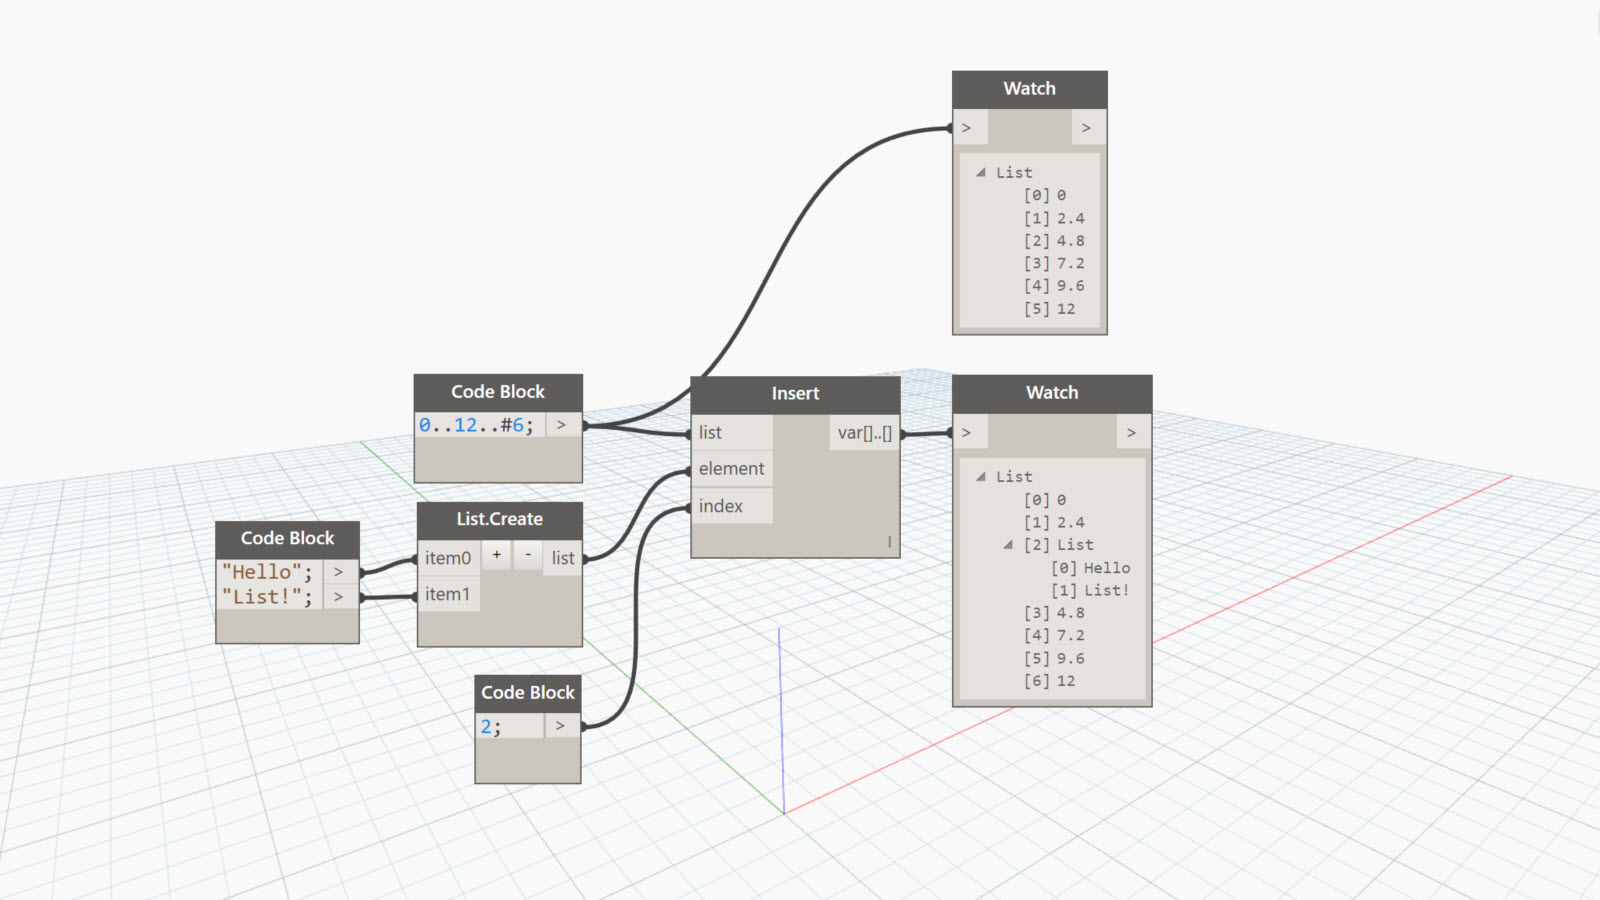 Watch
> >
List
[0] 0
[1] 2.4
[2] 4.8
[3] 7.2
[4] 9.6
[5] 12
Code Block
0..12..#6; >
Insert
list var[]..[]
element
index
l
Watch
> >
List
[0] 0
[1] 2.4
[2] List
[0] Hello
[1] List!
[3] 4.8
[4] 7.2
[5] 9.6
[6] 12
Code Block
"Hello"; >
"List!"; >
List.Create
item0 + - list
item1
Code Block
2; >